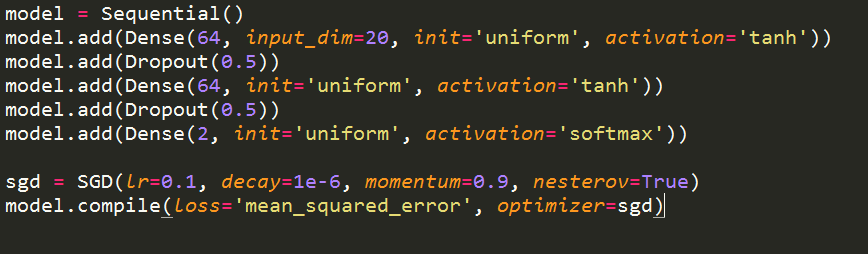 model = Sequential()
model.add(Dense(64, input_dim=20, init='uniform', activation='tanh'))
model.add(Dropout(0.5))
model.add(Dense(64, init='uniform', activation='tanh'))
model.add(Dropout(0.5))
model.add(Dense(2, init='uniform', activation='softmax'))
sgd = SGD(lr=0.1, decay=1e-6, momentum=0.9, nesterov=True)
model.compile(loss='mean_squared_error', optimizer=sgd)